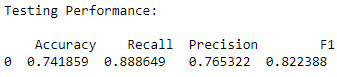 Testing Performance:
Accuracy Recall Precision F1
0 0.741859 0.888649 0.765322 0.822388